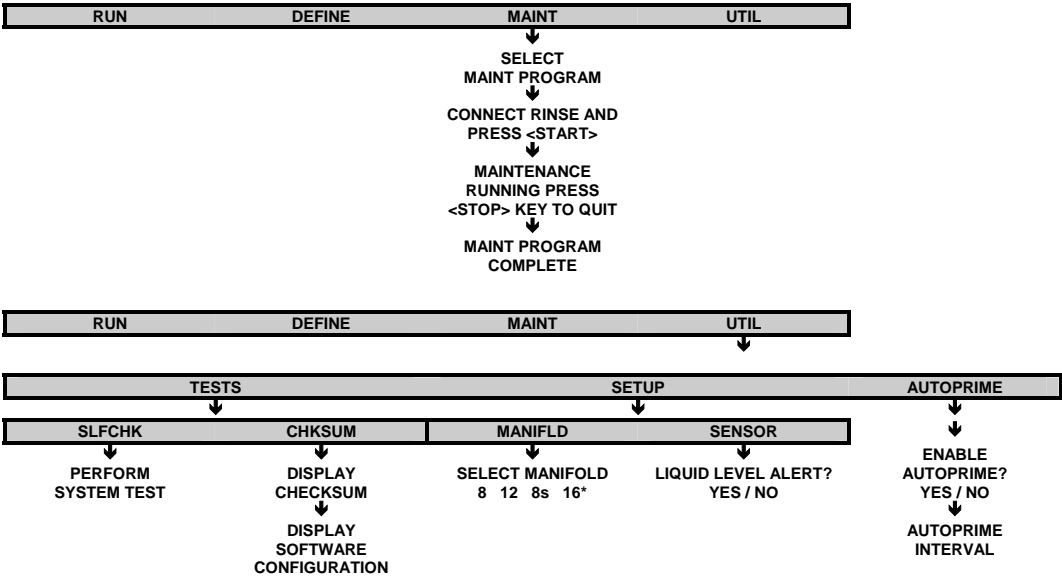 RUN DEFINE MAINT UTIL
SELECT
MAINT PROGRAM
CONNECT RINSE AND
PRESS <START>
MAINTENANCE
RUNNING PRESS
<STOP> KEY TO QUIT
MAINT PROGRAM
COMPLETE
RUN DEFINE MAINT UTIL
TESTS SETUP AUTOPRIME
SLFCHK CHKSUM MANIFLD SENSOR
PERFORM
SYSTEM TEST
DISPLAY
CHECKSUM
DISPLAY
SOFTWARE
CONFIGURATION
SELECT MANIFOLD
8 12 8s 16*
LIQUID LEVEL ALERT?
YES / NO
ENABLE
AUTOPRIME?
YES / NO
AUTOPRIME
INTERVAL